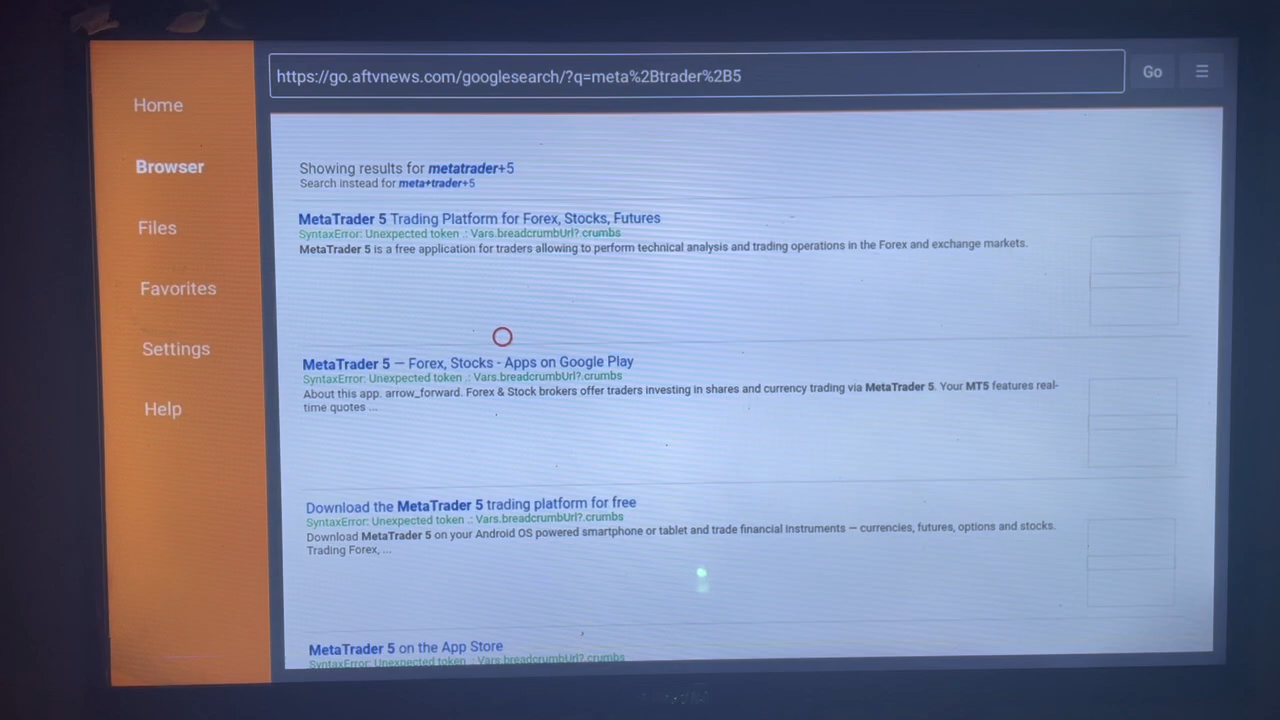 https://go.aftvnews.com/googlesearch/?q=meta%2Btrader%2B5
Go
☰
Home
Browser
Files
Favorites
Settings
Help
Showing results for metatrader+5
Search instead for meta+trader+5
MetaTrader 5 Trading Platform for Forex, Stocks, Futures
SyntaxError: Unexpected token .: Vars.breadcrumbUrl?.crumbs
MetaTrader 5 is a free application for traders allowing to perform technical analysis and trading operations in the Forex and exchange markets.
MetaTrader 5 — Forex, Stocks - Apps on Google Play
SyntaxError: Unexpected token .: Vars.breadcrumbUrl?.crumbs
About this app. arrow_forward. Forex & Stock brokers offer traders investing in shares and currency trading via MetaTrader 5. Your MT5 features real-
time quotes ...
Download the MetaTrader 5 trading platform for free
SyntaxError: Unexpected token .: Vars.breadcrumbUrl?.crumbs
Download MetaTrader 5 on your Android OS powered smartphone or tablet and trade financial instruments — currencies, futures, options and stocks.
Trading Forex, ...
MetaTrader 5 on the App Store
SyntaxError: Unexpected token .: Vars.breadcrumbUrl?.crumbs